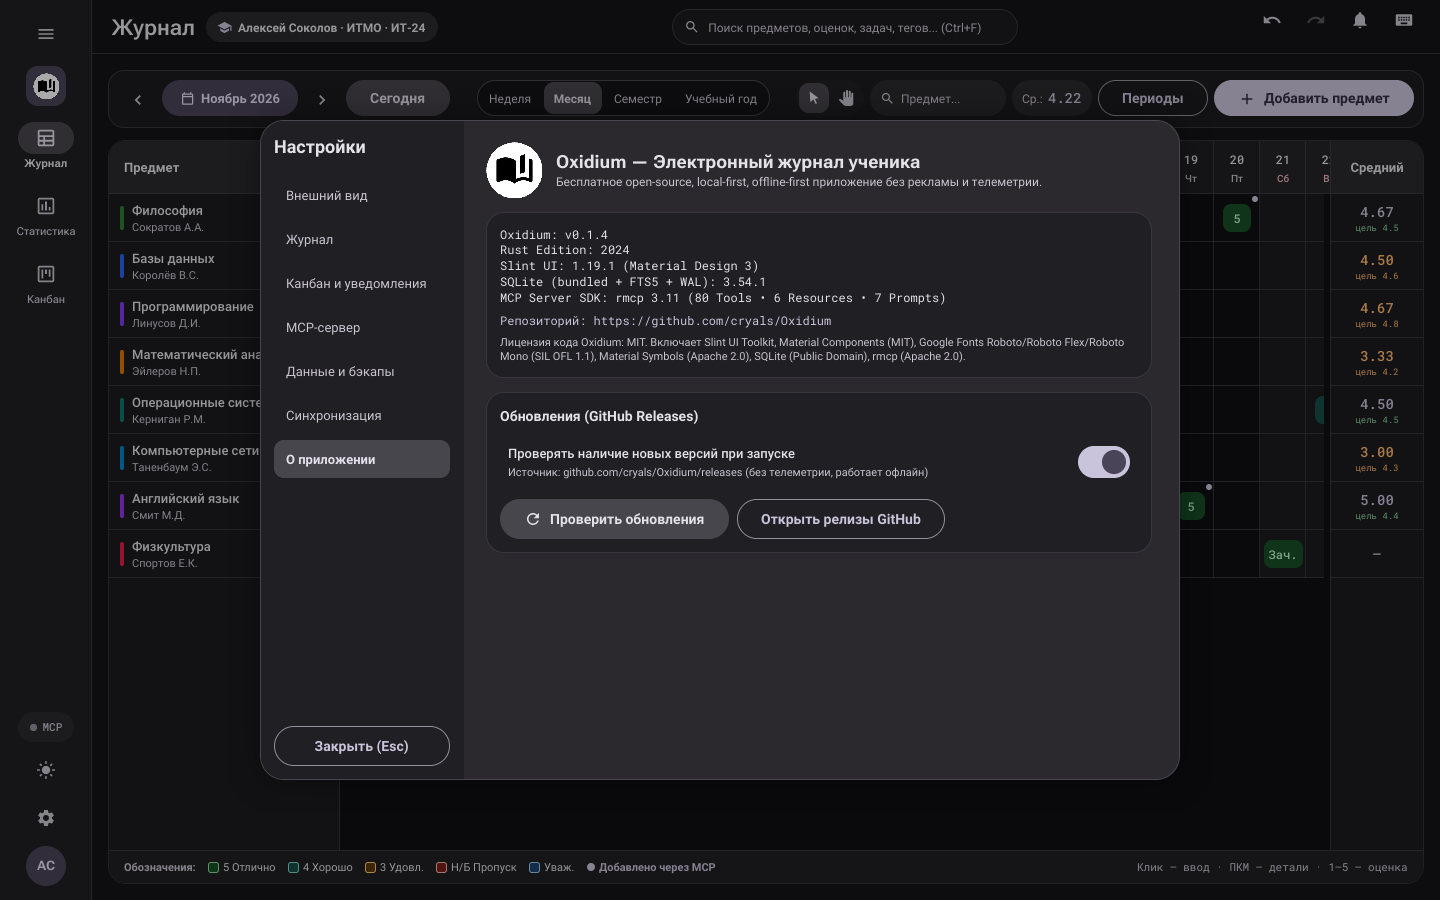 Журнал
Алексей Соколов · ИТМО · ИТ-24
Поиск предметов, оценок, задач, тегов... (Ctrl+F)
Ноябрь 2026
Сегодня
Неделя
Месяц
Семестр
Учебный год
Предмет...
Ср.: 4.22
Периоды
Добавить предмет
Журнал
Статистика
Канбан
MCP
АС
Предмет
Философия
Сократов А.А.
Базы данных
Королёв В.С.
Программирование
Линусов Д.И.
Математический ана
Эйлеров Н.П.
Операционные систе
Керниган Р.М.
Компьютерные сети
Таненбаум Э.С.
Английский язык
Смит М.Д.
Физкультура
Спортов Е.К.
Настройки
Внешний вид
Журнал
Канбан и уведомления
MCP-сервер
Данные и бэкапы
Синхронизация
О приложении
Закрыть (Esc)
Oxidium — Электронный журнал ученика
Бесплатное open-source, local-first, offline-first приложение без рекламы и телеметрии.
Oxidium: v0.1.4
Rust Edition: 2024
Slint UI: 1.19.1 (Material Design 3)
SQLite (bundled + FTS5 + WAL): 3.54.1
MCP Server SDK: rmcp 3.11 (80 Tools • 6 Resources • 7 Prompts)
Репозиторий: https://github.com/cryals/Oxidium
Лицензия кода Oxidium: MIT. Включает Slint UI Toolkit, Material Components (MIT), Google Fonts Roboto/Roboto Flex/Roboto
Mono (SIL OFL 1.1), Material Symbols (Apache 2.0), SQLite (Public Domain), rmcp (Apache 2.0).
Обновления (GitHub Releases)
Проверять наличие новых версий при запуске
Источник: github.com/cryals/Oxidium/releases (без телеметрии, работает офлайн)
Проверить обновления
Открыть релизы GitHub
19
Чт
20
Пт
21
Сб
2
В
Средний
5
4.67
цель 4.5
4.50
цель 4.6
4.67
цель 4.8
3.33
цель 4.2
4.50
цель 4.5
3.00
цель 4.3
5
5.00
цель 4.4
Зач.
—
Обозначения:
5 Отлично
4 Хорошо
3 Удовл.
Н/Б Пропуск
Уваж.
Добавлено через MCP
Клик — ввод · ПКМ — детали · 1–5 — оценка